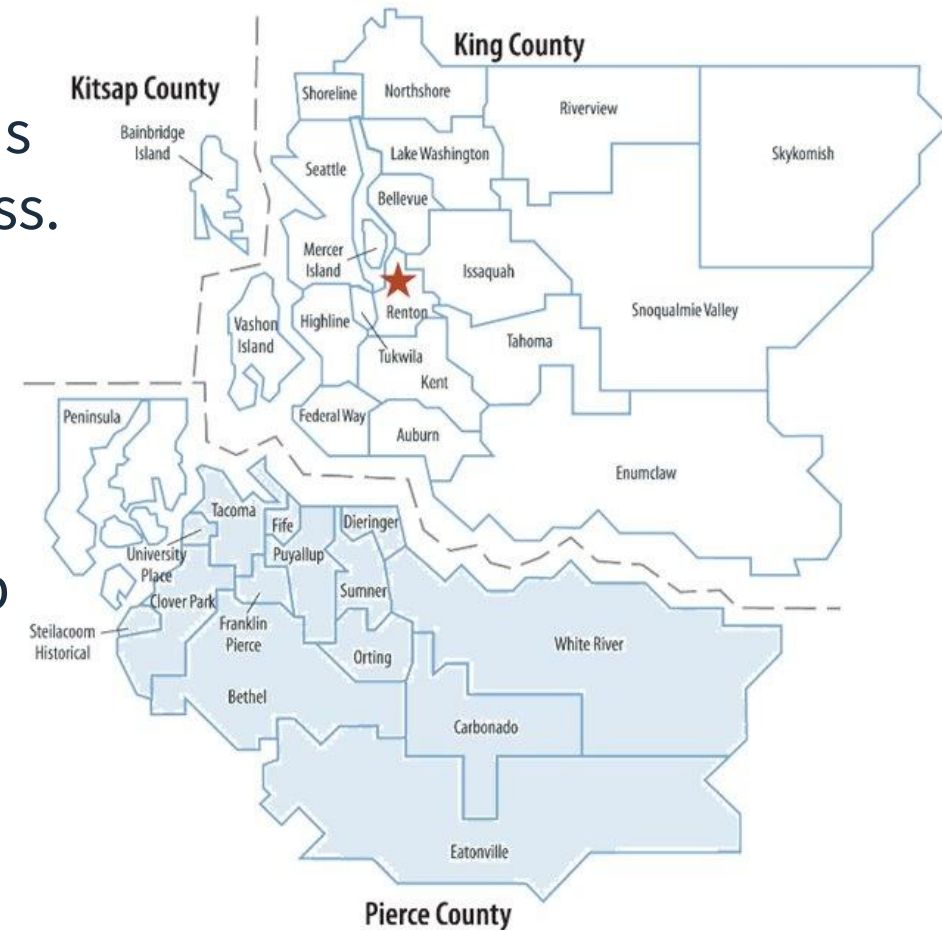 King County
Kitsap County
Shoreline
Northshore
Riverview
Skykomish
s
ss.
Bainbridge
Island
Seattle
Lake Washington
Bellevue
Mercer
Island
Issaquah
Renton
Snoqualmie Valley
Vashon
Island
Highline
Tahoma
Tukwila
Kent
Federal Way
Auburn
Peninsula
Enumclaw
Tacoma
Fife
Dieringer
University
Place
Puyallup
Clover Park
Sumner
Franklin
Pierce
Steilacoom
Historical
Orting
White River
Bethel
Carbonado
Eatonville
Pierce County